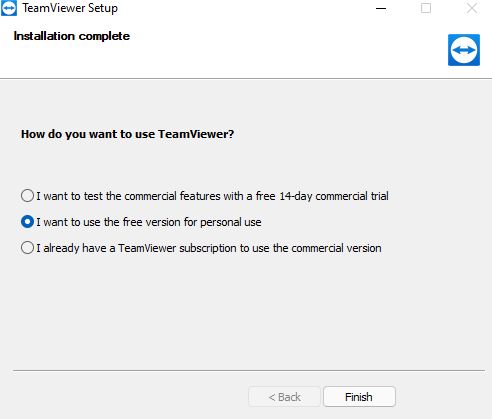 TeamViewer Setup
Installation complete
How do you want to use TeamViewer?
I want to test the commercial features with a free 14-day commercial trial
I want to use the free version for personal use
I already have a TeamViewer subscription to use the commercial version
< Back
Finish